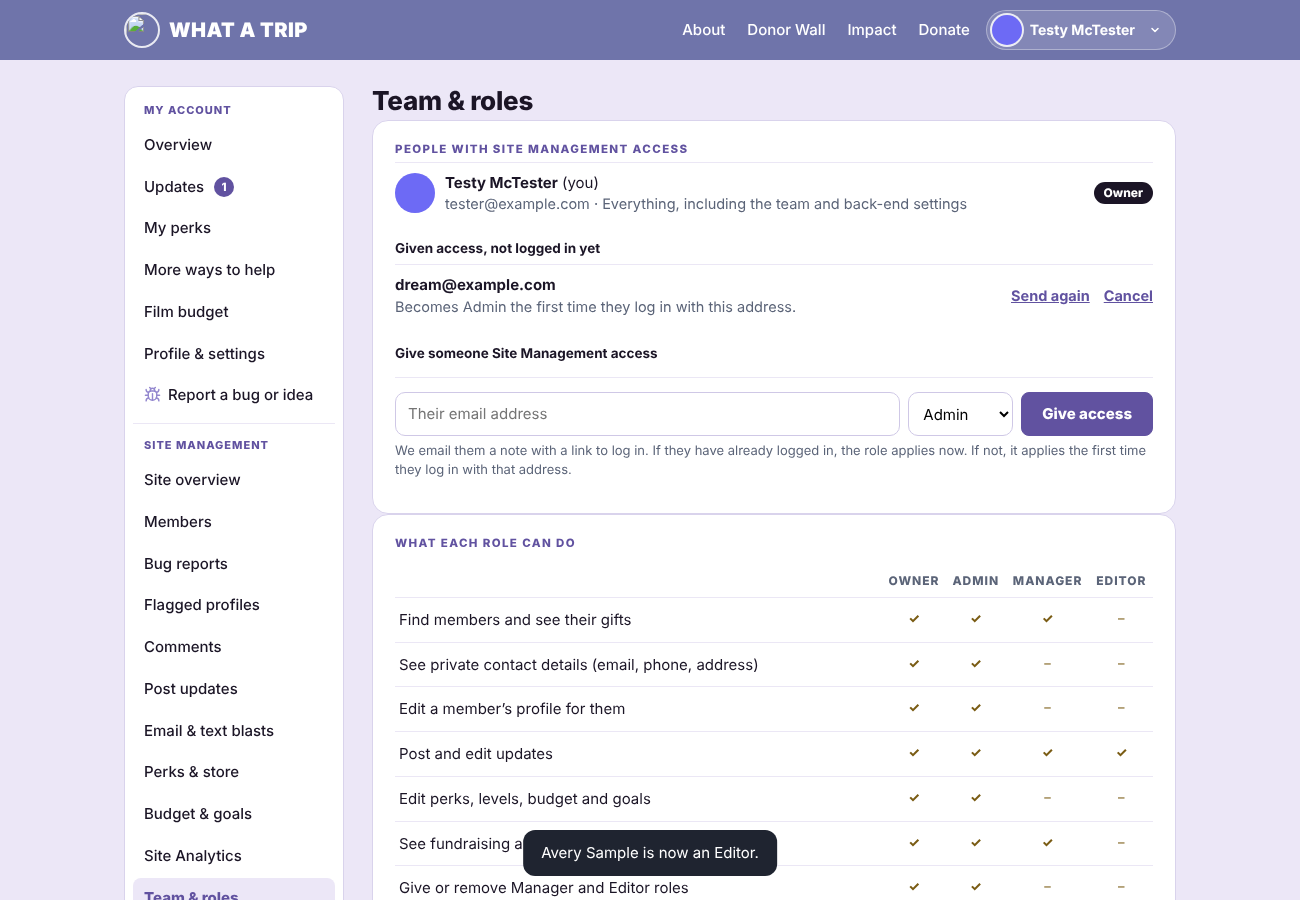 WHAT A TRIP
About Donor Wall Impact Donate Testy McTester
MY ACCOUNT
Overview
Updates 1
My perks
More ways to help
Film budget
Profile & settings
Report a bug or idea
SITE MANAGEMENT
Site overview
Members
Bug reports
Flagged profiles
Comments
Post updates
Email & text blasts
Perks & store
Budget & goals
Site Analytics
Team & roles
Team & roles
PEOPLE WITH SITE MANAGEMENT ACCESS
Testy McTester (you)
tester@example.com · Everything, including the team and back-end settings
Owner
Given access, not logged in yet
dream@example.com
Becomes Admin the first time they log in with this address.
Send again Cancel
Give someone Site Management access
Their email address Admin Give access
We email them a note with a link to log in. If they have already logged in, the role applies now. If not, it applies the first time
they log in with that address.
WHAT EACH ROLE CAN DO
OWNER ADMIN MANAGER EDITOR
Find members and see their gifts ✓ ✓ ✓ –
See private contact details (email, phone, address) ✓ ✓ – –
Edit a member’s profile for them ✓ ✓ – –
Post and edit updates ✓ ✓ ✓ ✓
Edit perks, levels, budget and goals ✓ ✓ – –
See fundraising ✓ ✓ ✓ –
Avery Sample is now an Editor.
Give or remove Manager and Editor roles ✓ ✓ – –